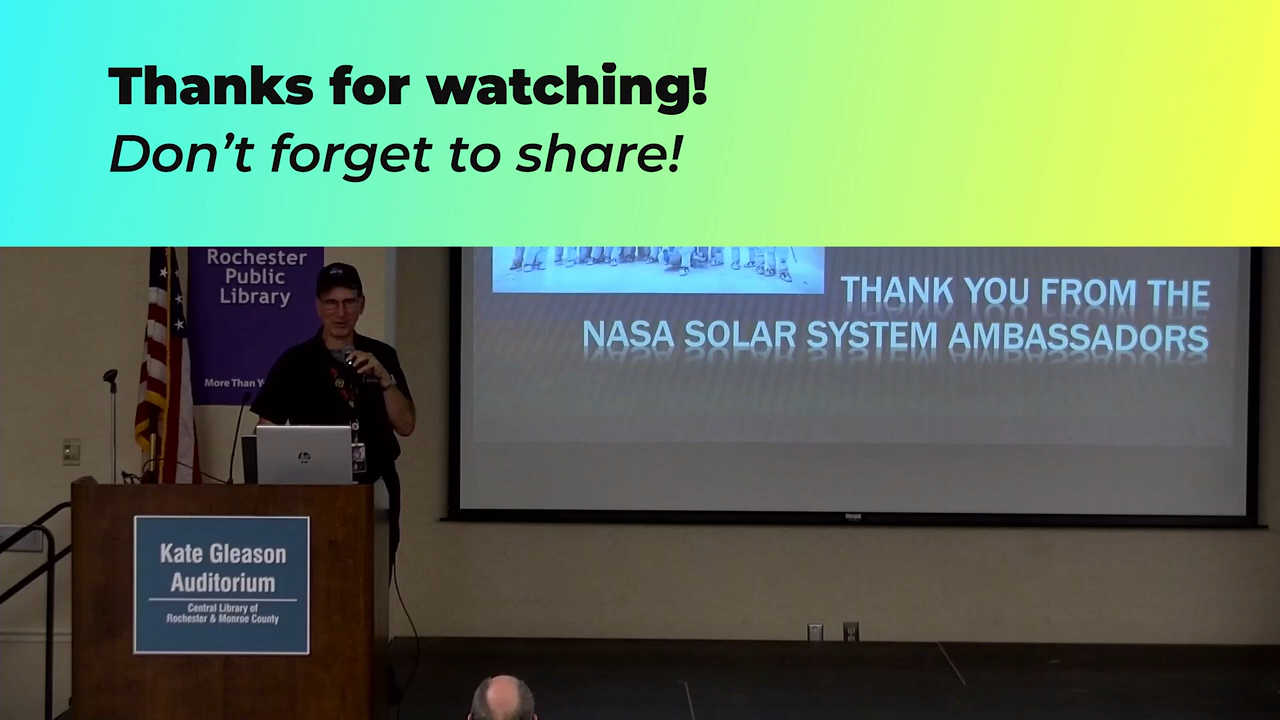 Thanks for watching!
Don't forget to share!
Rochester
Public
Library
More Than
THANK YOU FROM THE
NASA SOLAR SYSTEM AMBASSADORS
hp
Kate Gleason
Auditorium
Central Library of
Rochester & Monroe County